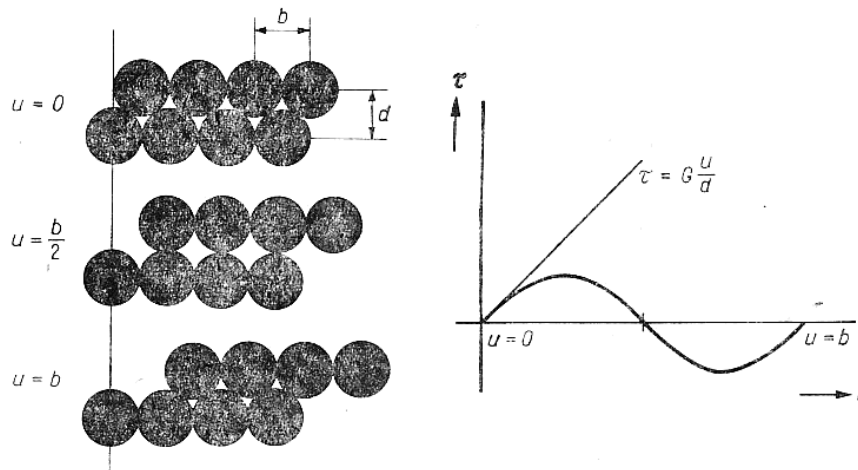 b
u = 0
d
u = b/2
u = b
τ
τ = G u/d
u = 0
u = b